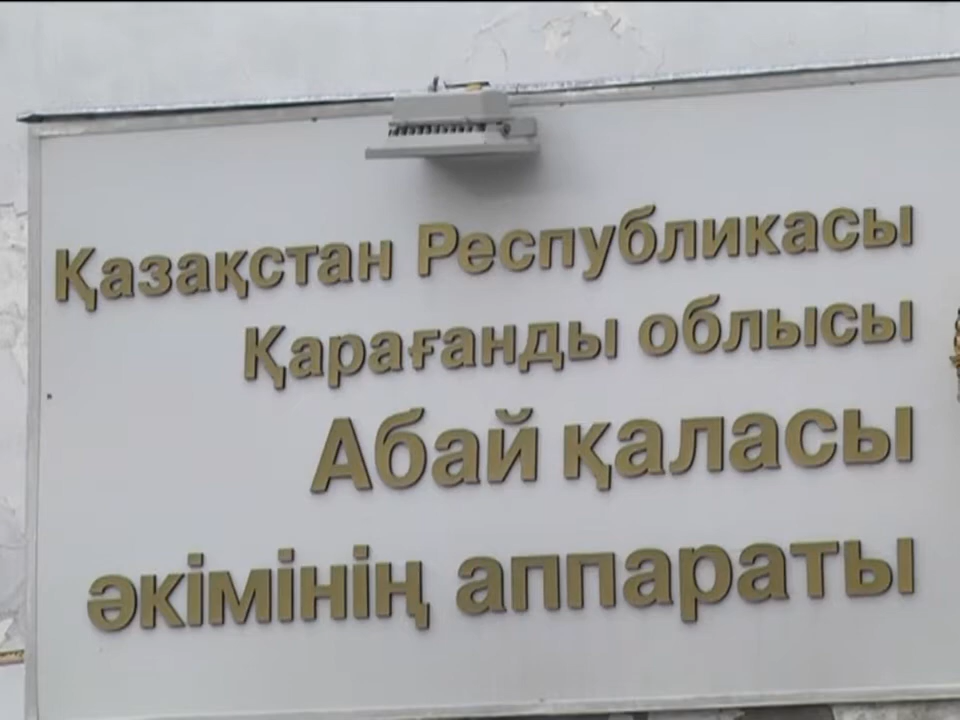 Қазақстан Республикасы
Қарағанды облысы
Абай қаласы
әкімінің аппараты